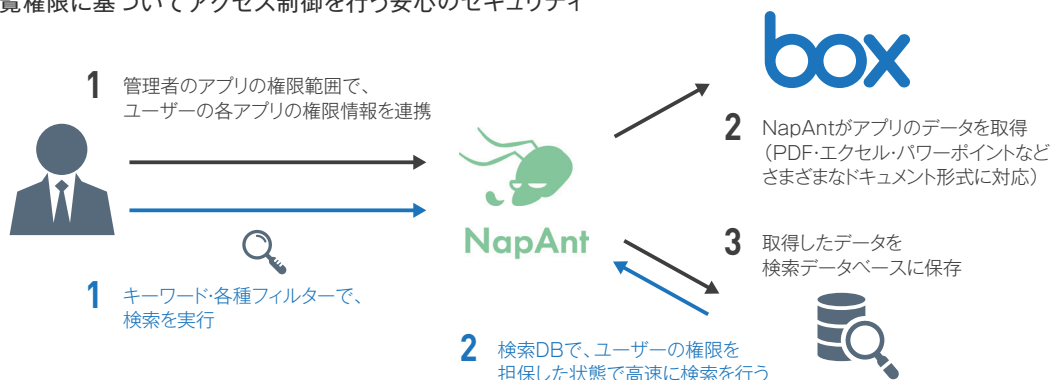 覧権限に基づいてアクセス制御を行う安心のセキュリティ
1 管理者のアプリの権限範囲で、
ユーザーの各アプリの権限情報を連携
box
2 NapAntがアプリのデータを取得
(PDF・エクセル・パワーポイントなど
さまざまなドキュメント形式に対応)
NapAnt
3 取得したデータを
検索データベースに保存
1 キーワード・各種フィルターで、
検索を実行
2 検索DBで、ユーザーの権限を
担保した状態で高速に検索を行う